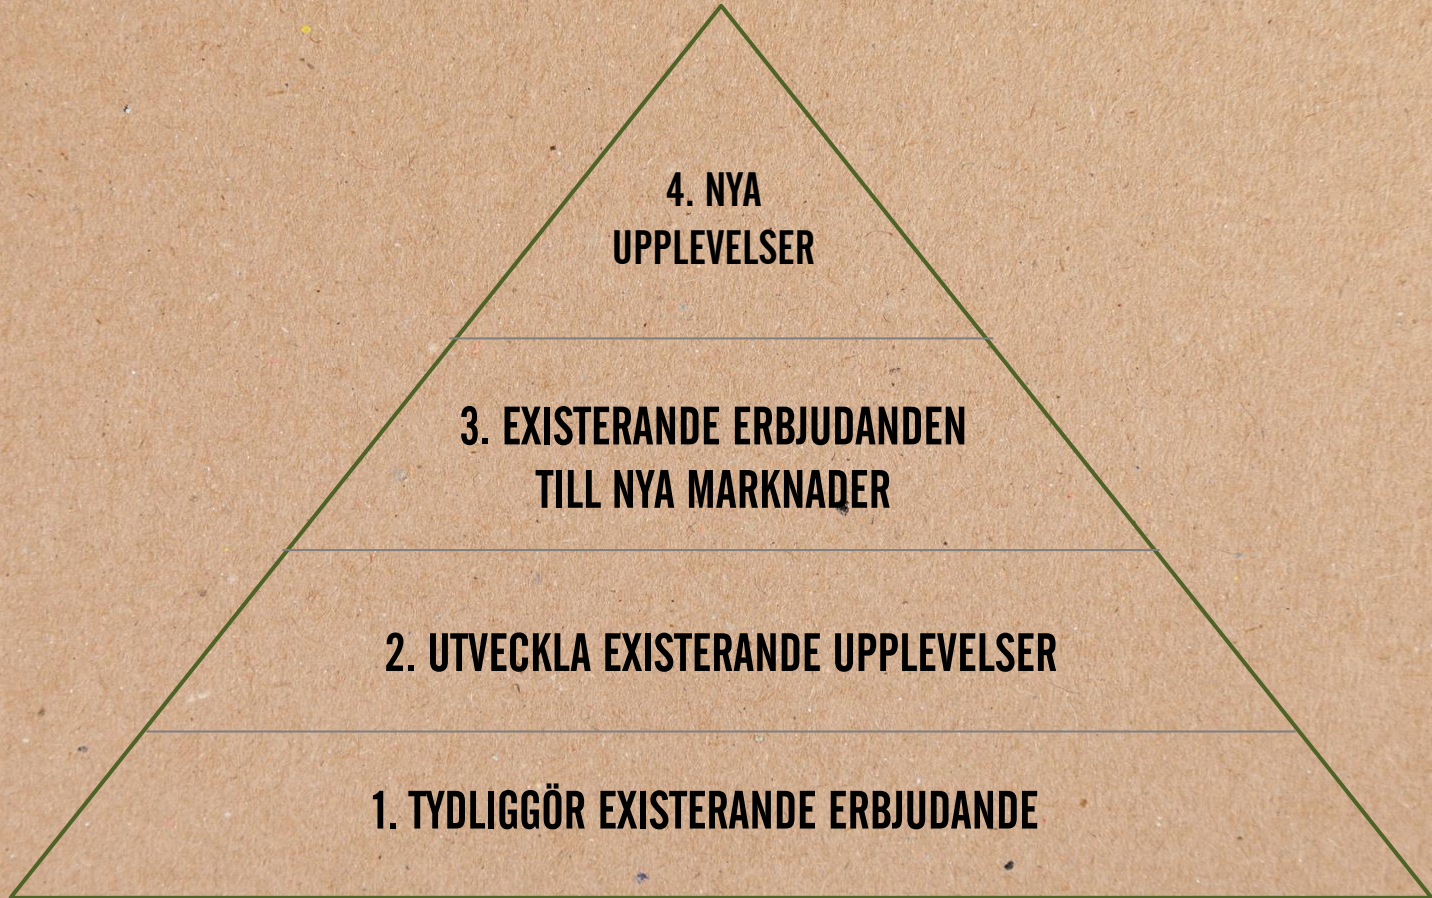 4. NYA
UPPLEVELSER
3. EXISTERANDE ERBJUDANDEN
TILL NYA MARKNADER
2. UTVECKLA EXISTERANDE UPPLEVELSER
1. TYDLIGGÖR EXISTERANDE ERBJUDANDE